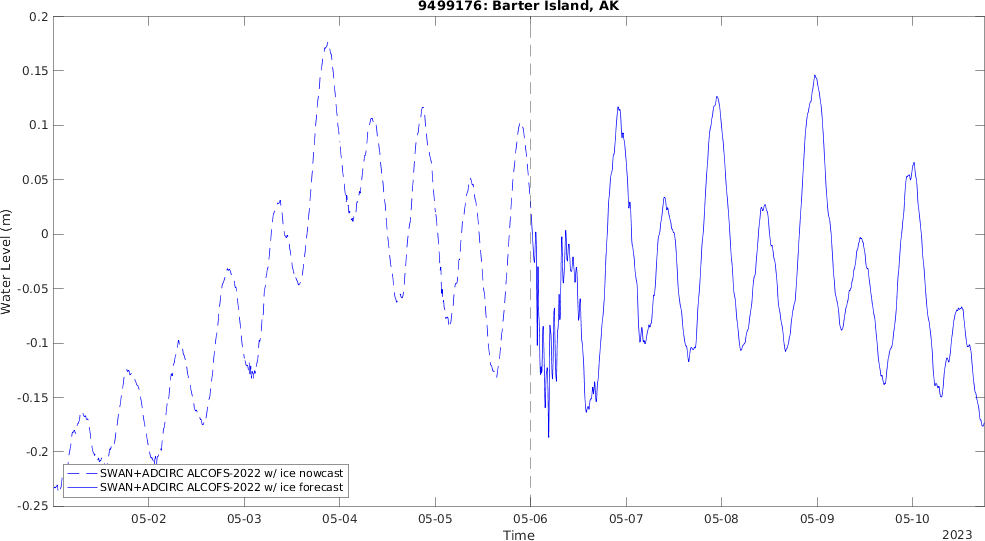 9499176: Barter Island, AK
0.2
0.15
0.1
0.05
0
-0.05
-0.1
-0.15
-0.2
-0.25
Water Level (m)
SWAN+ADCIRC ALCOFS-2022 w/ ice nowcast
SWAN+ADCIRC ALCOFS-2022 w/ ice forecast
05-02 05-03 05-04 05-05 05-06 05-07 05-08 05-09 05-10
Time
2023